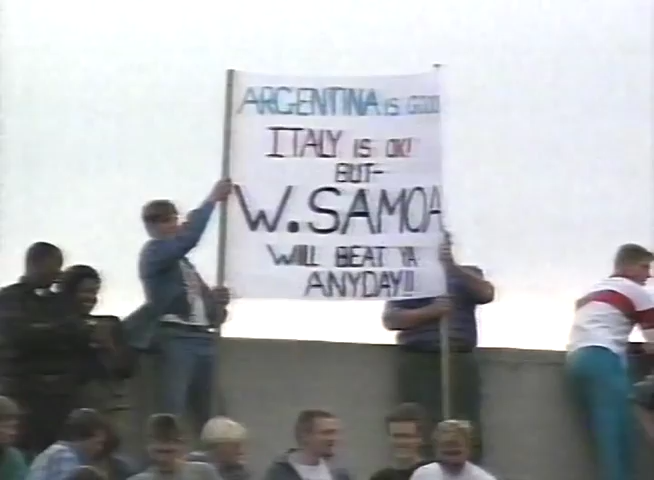 ARGENTINA IS GOOD
ITALY IS OK!
BUT-
W. SAMOA
WILL BEAT YA
ANYDAY!!